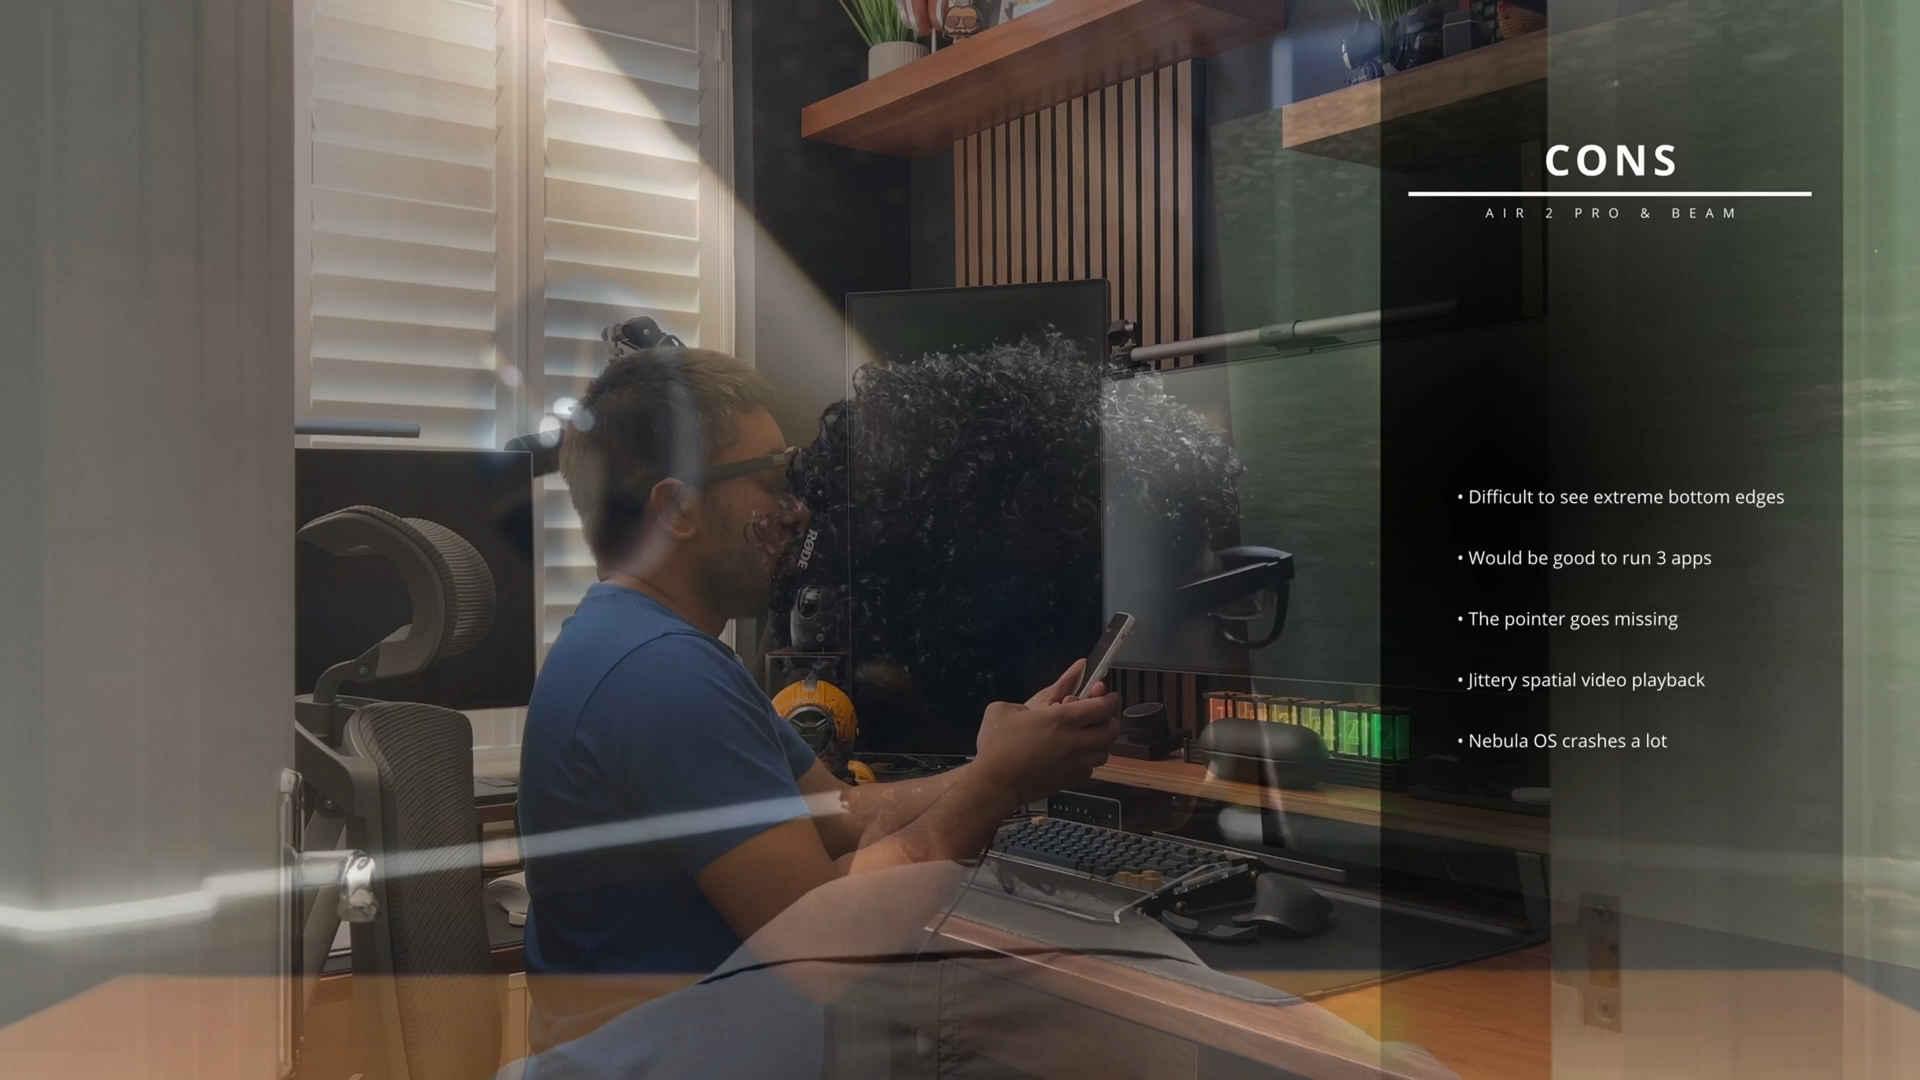 CONS
AIR 2 PRO & BEAM
• Difficult to see extreme bottom edges
• Would be good to run 3 apps
• The pointer goes missing
• Jittery spatial video playback
• Nebula OS crashes a lot
RØDE